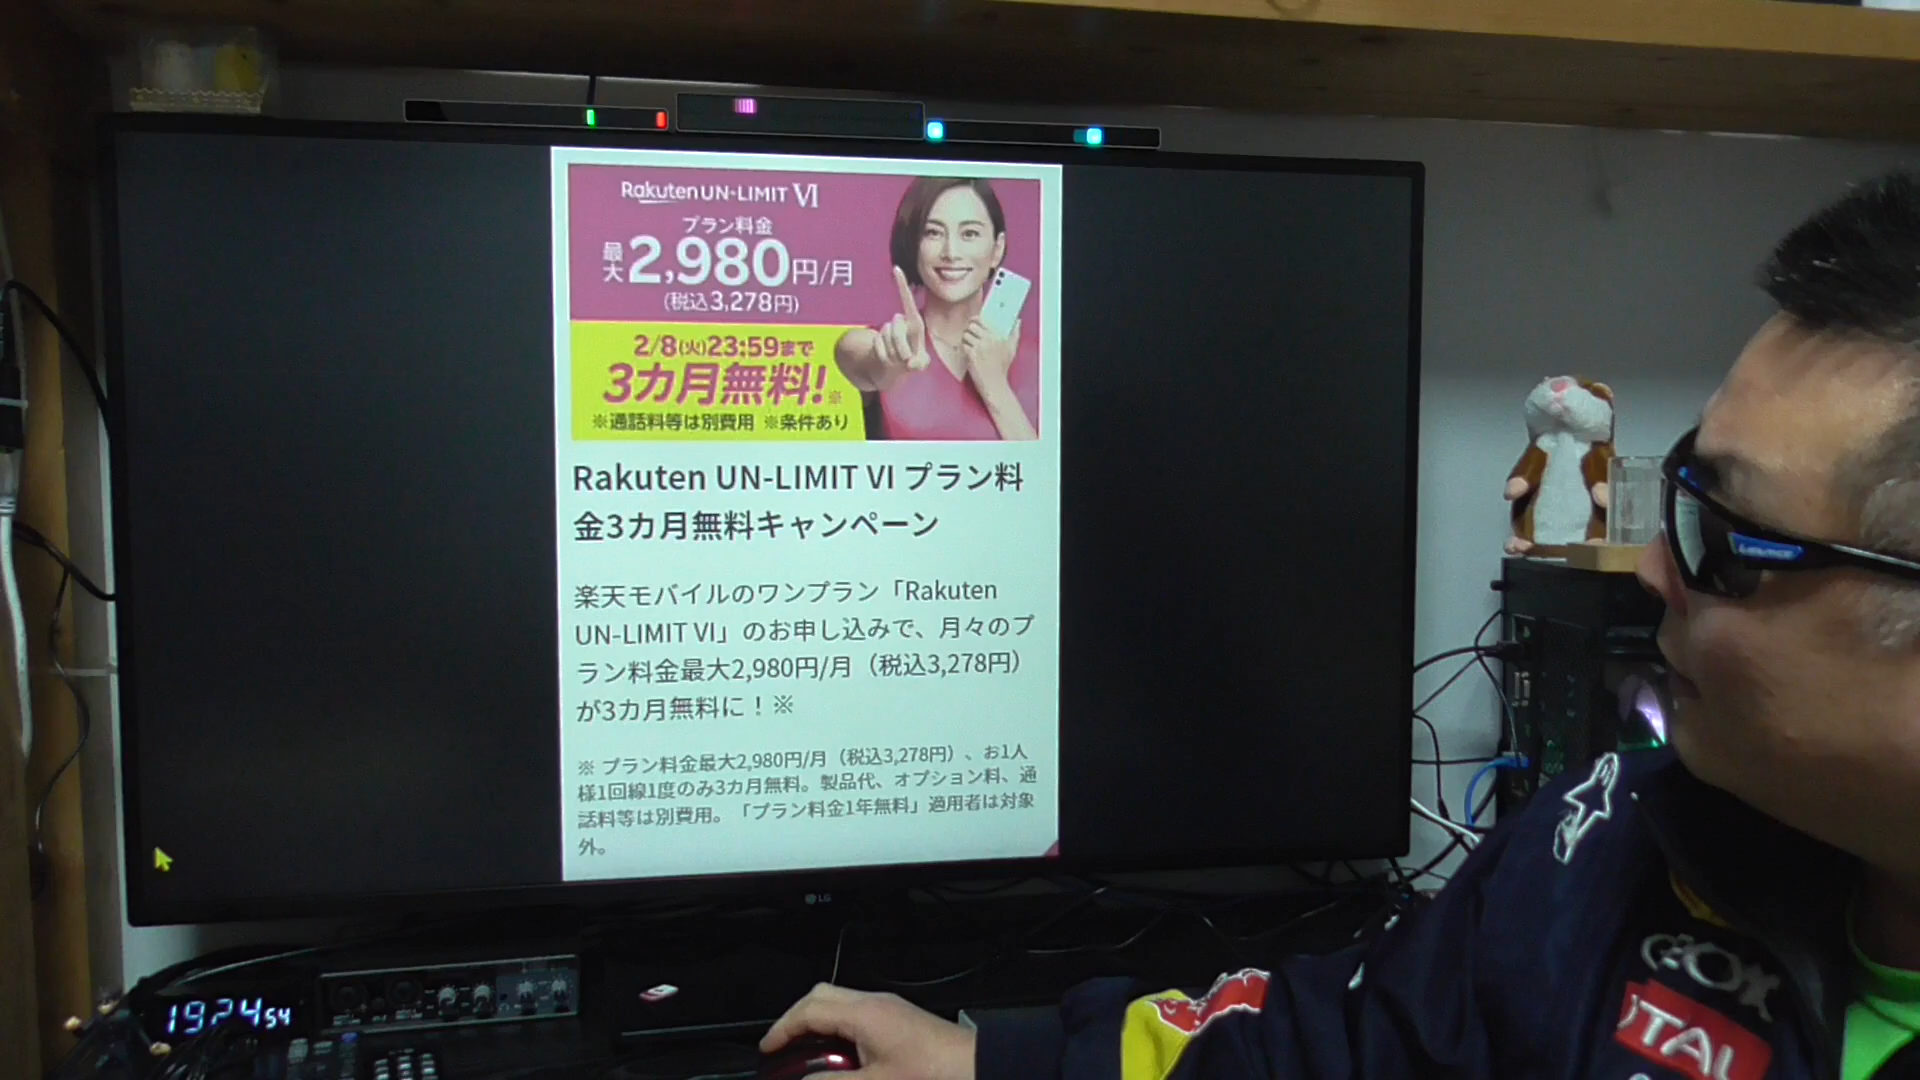 Rakuten UN-LIMIT VI
プラン料金
最大2,980円/月
(税込3,278円)
2/8(火)23:59まで
3カ月無料!※
※通話料等は別費用 ※条件あり
Rakuten UN-LIMIT VI プラン料
金3カ月無料キャンペーン
楽天モバイルのワンプラン「Rakuten
UN-LIMIT VI」のお申し込みで、月々のプ
ラン料金最大2,980円/月（税込3,278円）
が3カ月無料に！※
※ プラン料金最大2,980円/月（税込3,278円）、お1人
様1回線1度のみ3カ月無料。製品代、オプション料、通
話料等は別費用。「プラン料金1年無料」適用者は対象
外。
LG
19:24 54
TOTAL